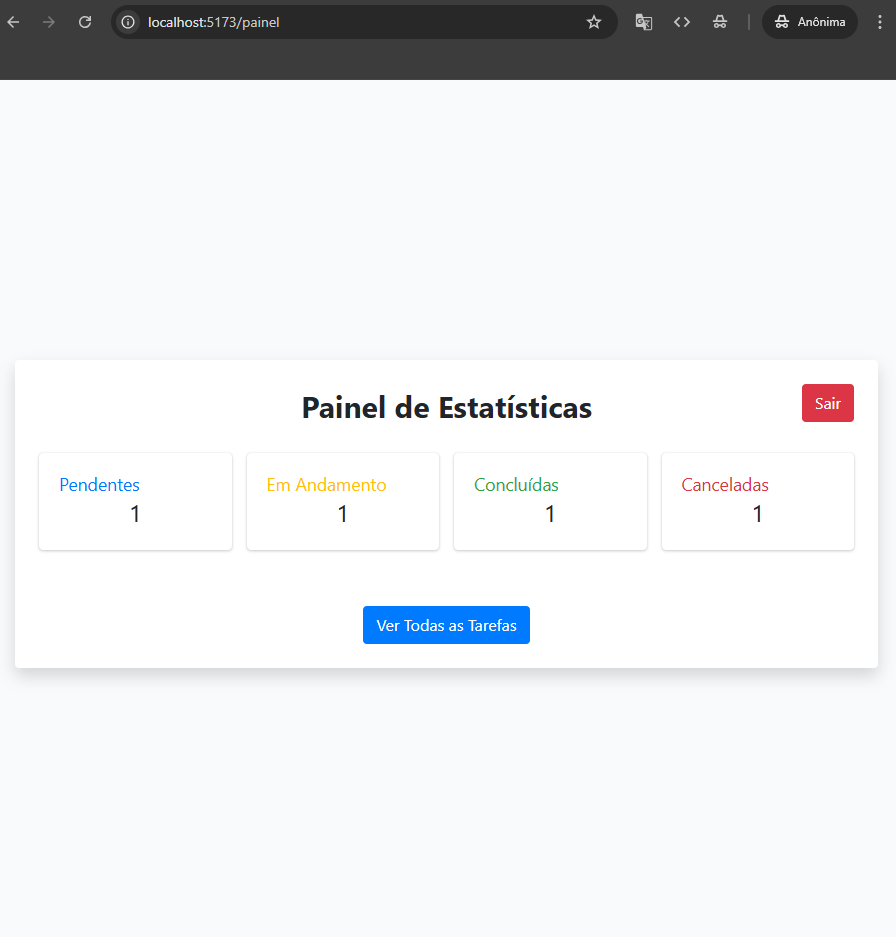 localhost:5173/painel
Anônima
Painel de Estatísticas
Sair
Pendentes
1
Em Andamento
1
Concluídas
1
Canceladas
1
Ver Todas as Tarefas